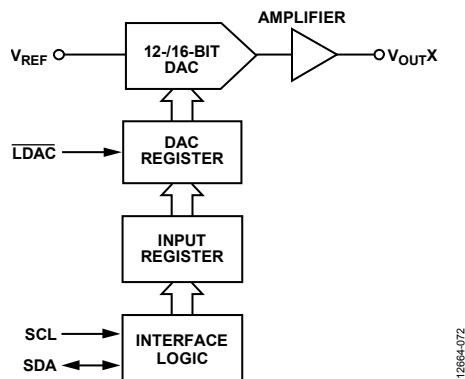 AMPLIFIER
VREF
12-/16-BIT
DAC
VOUTX
LDAC
DAC
REGISTER
INPUT
REGISTER
SCL
SDA
INTERFACE
LOGIC
12664-072